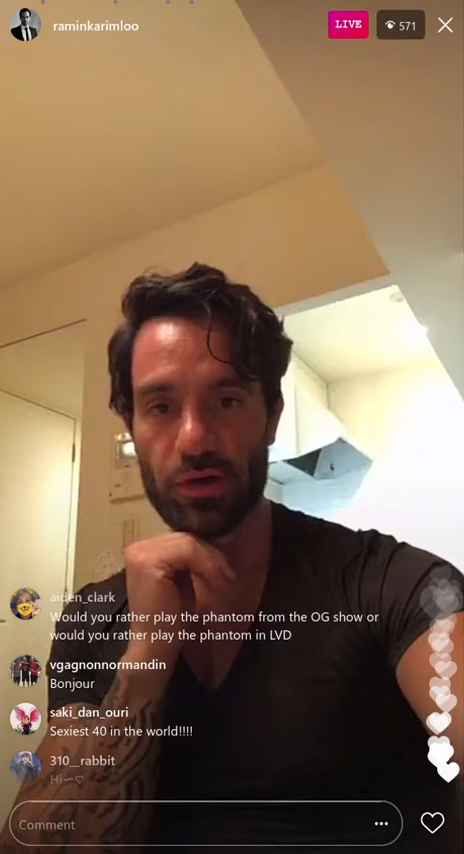 raminkarimloo
LIVE
571
aiden_clark
Would you rather play the phantom from the OG show or
would you rather play the phantom in LVD
vgagnonnormandin
Bonjour
saki_dan_ouri
Sexiest 40 in the world!!!!
310__rabbit
Hi〜♡
Comment